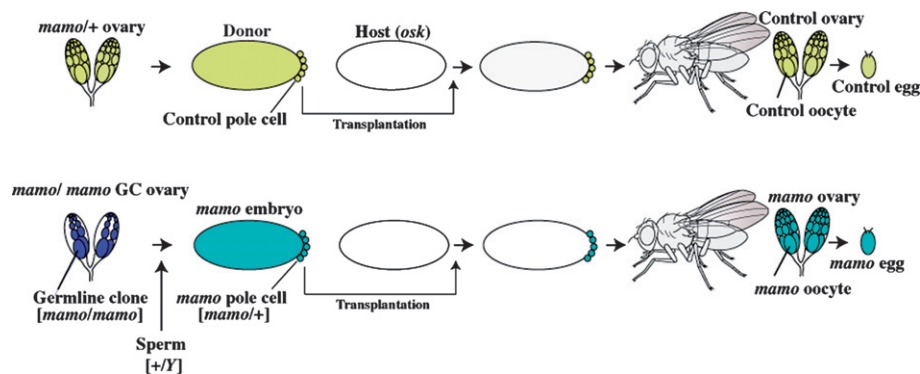 mamo/+ ovary
Donor
Host (osk)
Control pole cell
Transplantation
Control ovary
Control egg
Control oocyte
mamo/ mamo GC ovary
mamo embryo
mamo ovary
Germline clone
[mamo/mamo]
mamo pole cell
[mamo/+]
Transplantation
mamo egg
mamo oocyte
Sperm
[+/Y]